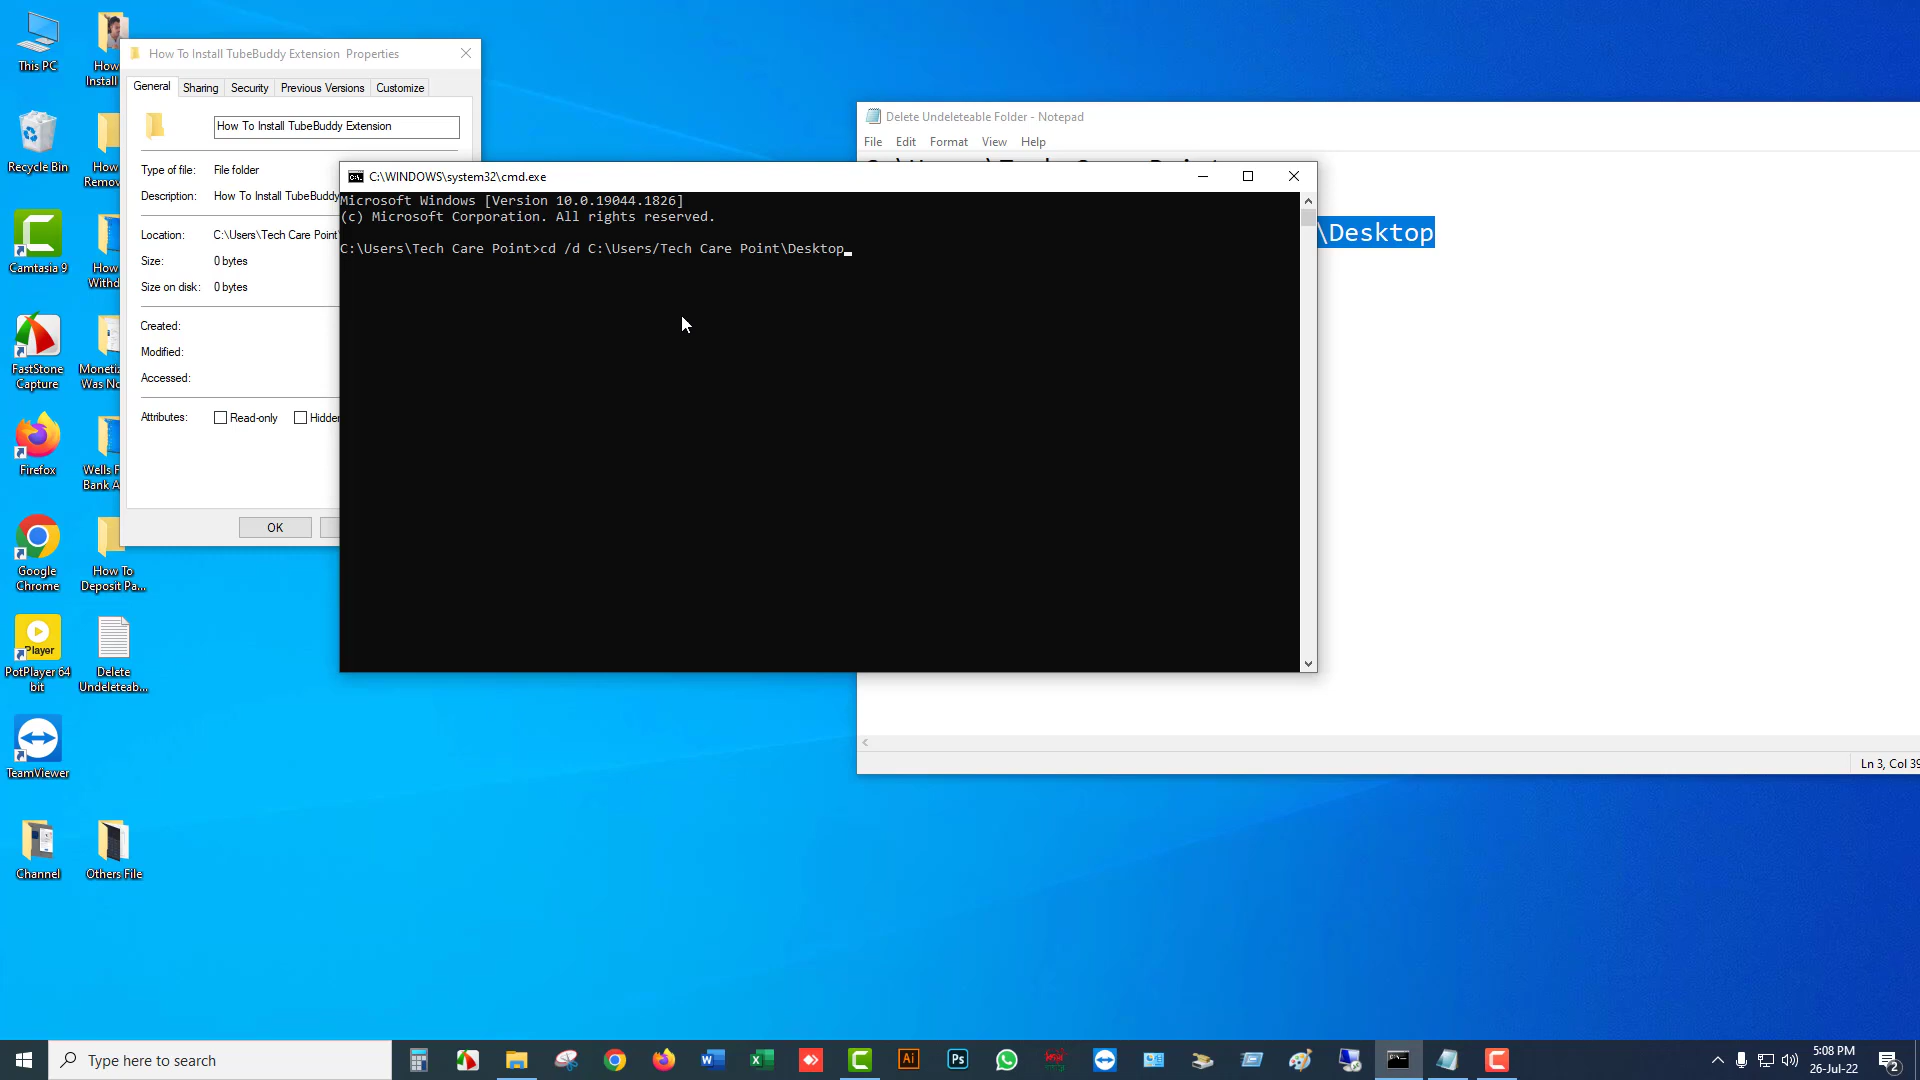 This PC
Recycle Bin
Camtasia 9
FastStone
Capture
Firefox
Google
Chrome
Player
PotPlayer 64
bit
TeamViewer
Channel
How
Install
How
Remov
How
Withd
Moneti
Was No
Wells F
Bank A
How To
Deposit Pa...
Delete
Undeleteab...
Others File
How To Install TubeBuddy Extension Properties
General Sharing Security Previous Versions Customize
How To Install TubeBuddy Extension
Type of file: File folder
Description: How To Install TubeBuddy
Location: C:\Users\Tech Care Point
Size: 0 bytes
Size on disk: 0 bytes
Created:
Modified:
Accessed:
Attributes: Read-only Hidden
OK
C:\WINDOWS\system32\cmd.exe
Microsoft Windows [Version 10.0.19044.1826]
(c) Microsoft Corporation. All rights reserved.
C:\Users\Tech Care Point>cd /d C:\Users/Tech Care Point\Desktop
Delete Undeleteable Folder - Notepad
File Edit Format View Help
\Desktop
Ln 3, Col 39
Type here to search
Ai
Ps
5:08 PM
26-Jul-22
2